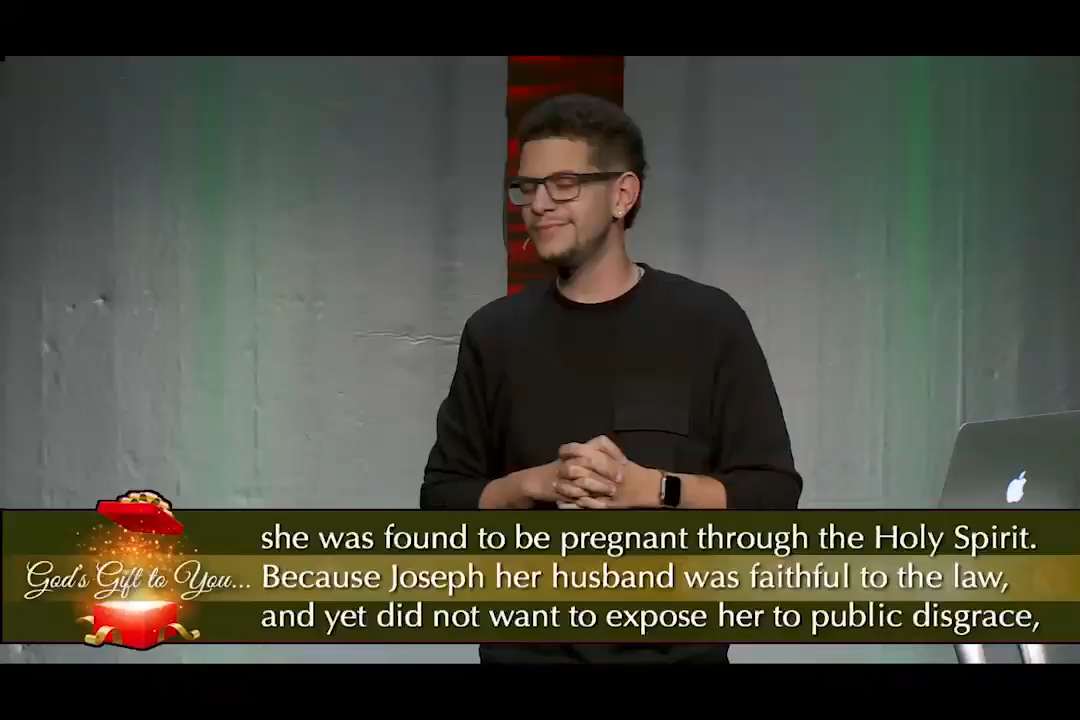 she was found to be pregnant through the Holy Spirit.
God's Gift to You...
Because Joseph her husband was faithful to the law,
and yet did not want to expose her to public disgrace,